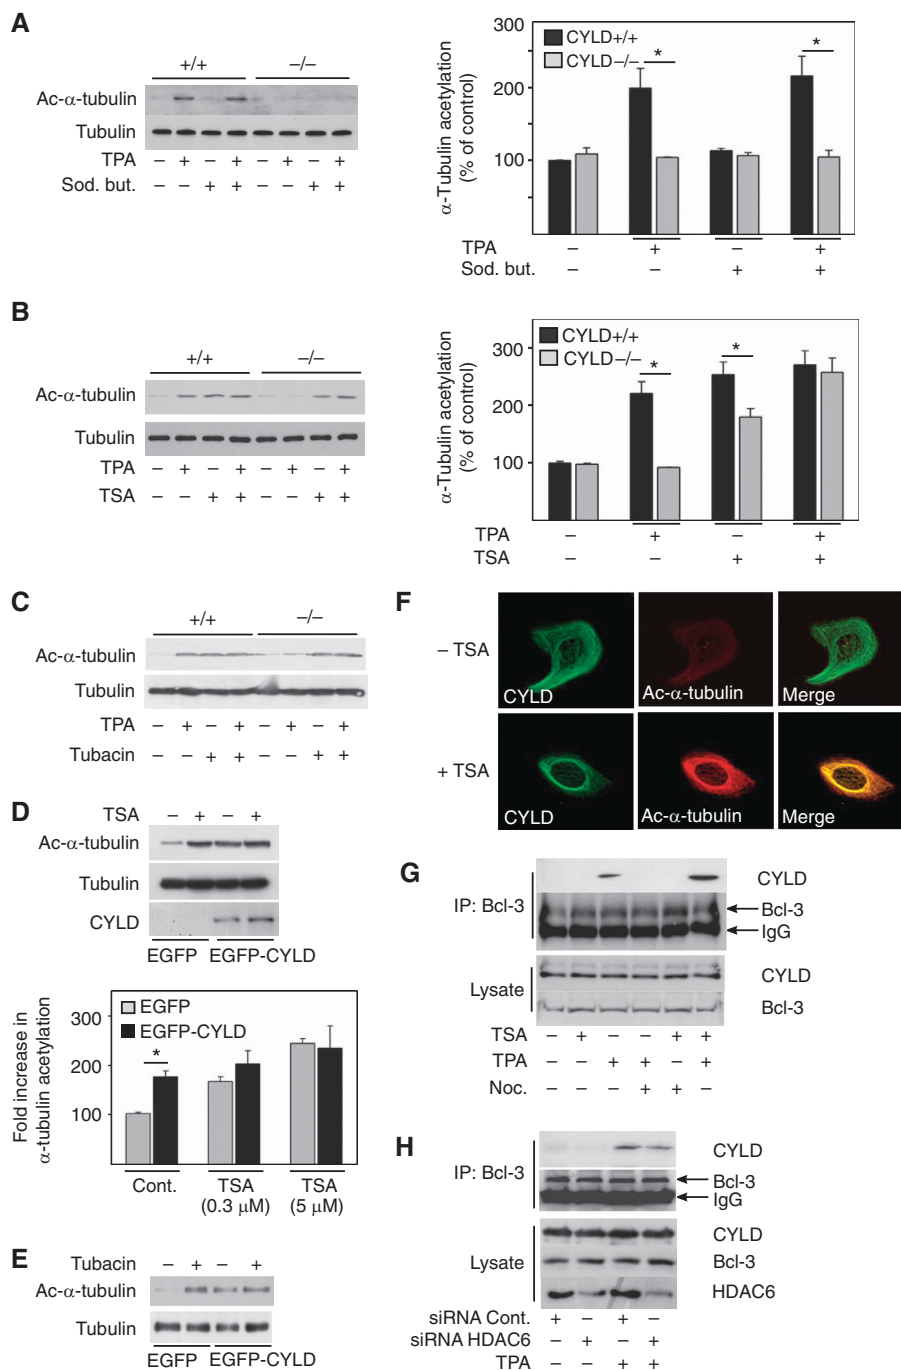 A
+/+ –/–
Ac-α-tubulin
Tubulin
TPA – + – + – + – +
Sod. but. – – + + – – + +
α-Tubulin acetylation
(% of control)
300
200
100
CYLD+/+
CYLD–/–
* *
TPA – + – +
Sod. but. – – + +
B
+/+ –/–
Ac-α-tubulin
Tubulin
TPA – + – + – + – +
TSA – – + + – – + +
α-Tubulin acetylation
(% of control)
300
200
100
CYLD+/+
CYLD–/–
* *
TPA – + – +
TSA – – + +
C
+/+ –/–
Ac-α-tubulin
Tubulin
TPA – + – + – + – +
Tubacin – – + + – – + +
D
TSA – + – +
Ac-α-tubulin
Tubulin
CYLD
EGFP EGFP-CYLD
Fold increase in
α-tubulin acetylation
300
200
100
EGFP
EGFP-CYLD
*
Cont. TSA TSA
(0.3 μM) (5 μM)
E
Tubacin – + – +
Ac-α-tubulin
Tubulin
EGFP EGFP-CYLD
F
– TSA
CYLD Ac-α-tubulin Merge
+ TSA
CYLD Ac-α-tubulin Merge
G
IP: Bcl-3
CYLD
Bcl-3
IgG
Lysate
CYLD
Bcl-3
TSA – + – – + +
TPA – – + + – +
Noc. – – – + + –
H
IP: Bcl-3
CYLD
Bcl-3
IgG
Lysate
CYLD
Bcl-3
HDAC6
siRNA Cont. + – + –
siRNA HDAC6 – + – +
TPA – – + +